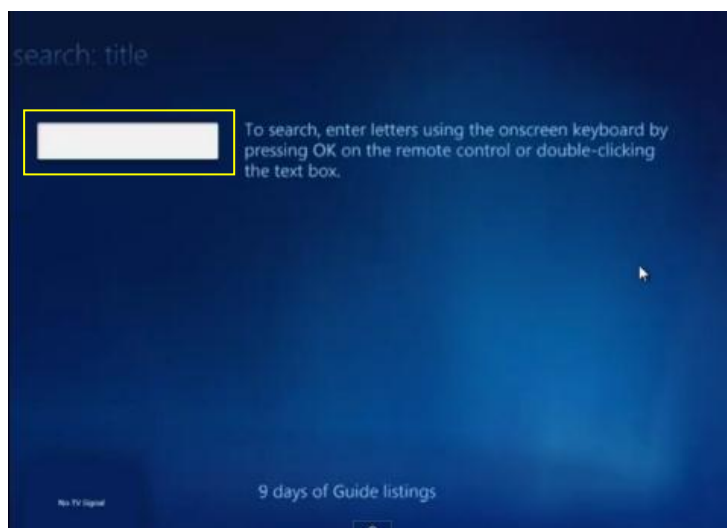 search: title
To search, enter letters using the onscreen keyboard by
pressing OK on the remote control or double-clicking
the text box.
9 days of Guide listings
No TV Signal